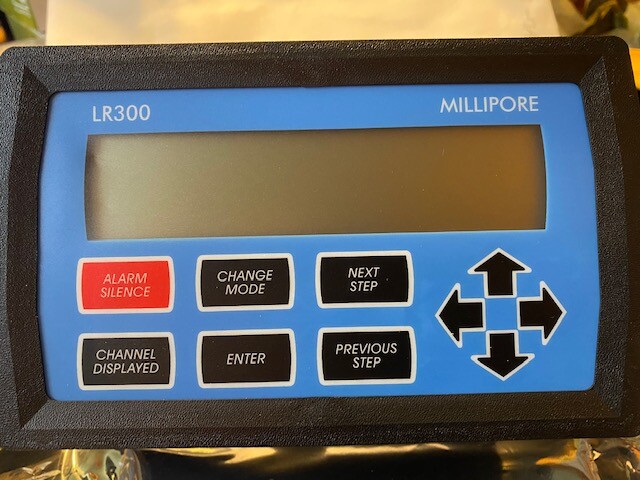 LR300
MILLIPORE
ALARM
SILENCE
CHANGE
MODE
NEXT
STEP
CHANNEL
DISPLAYED
ENTER
PREVIOUS
STEP